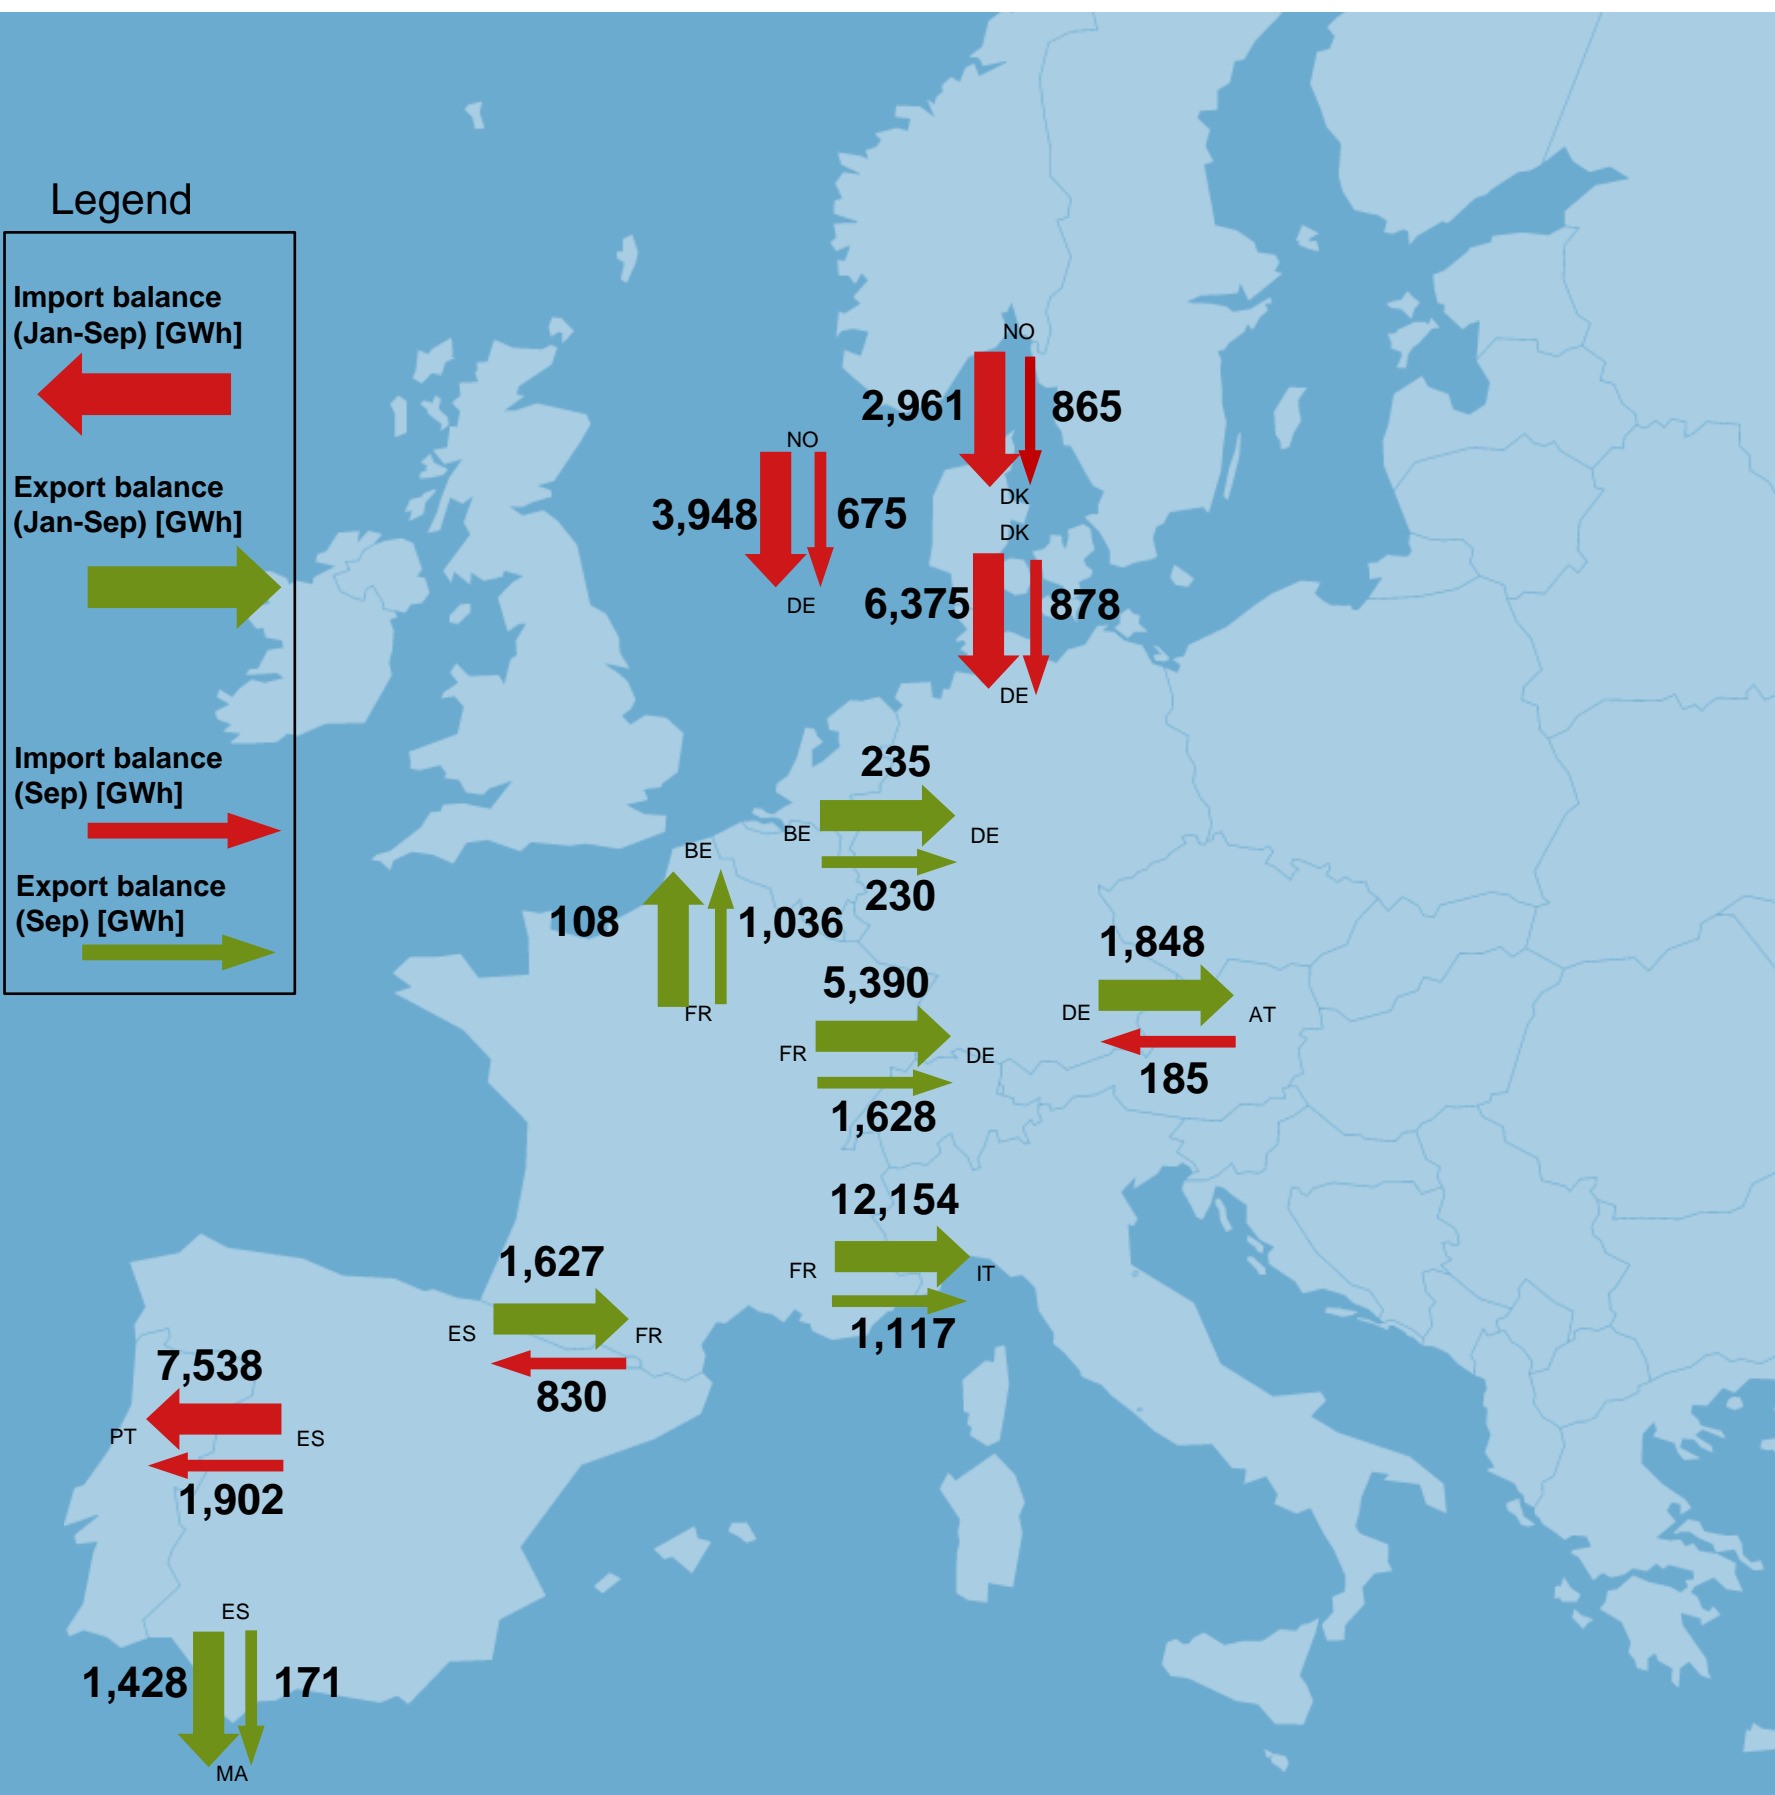 Legend
Import balance
(Jan-Sep) [GWh]
Export balance
(Jan-Sep) [GWh]
Import balance
(Sep) [GWh]
Export balance
(Sep) [GWh]
NO
2,961 865
DK
NO
3,948 675
DE
DK
6,375 878
DE
235
BE DE
230
BE
108 1,036
FR
1,848
DE AT
185
5,390
FR DE
1,628
12,154
FR IT
1,117
1,627
ES FR
830
7,538
PT ES
1,902
ES
1,428 171
MA